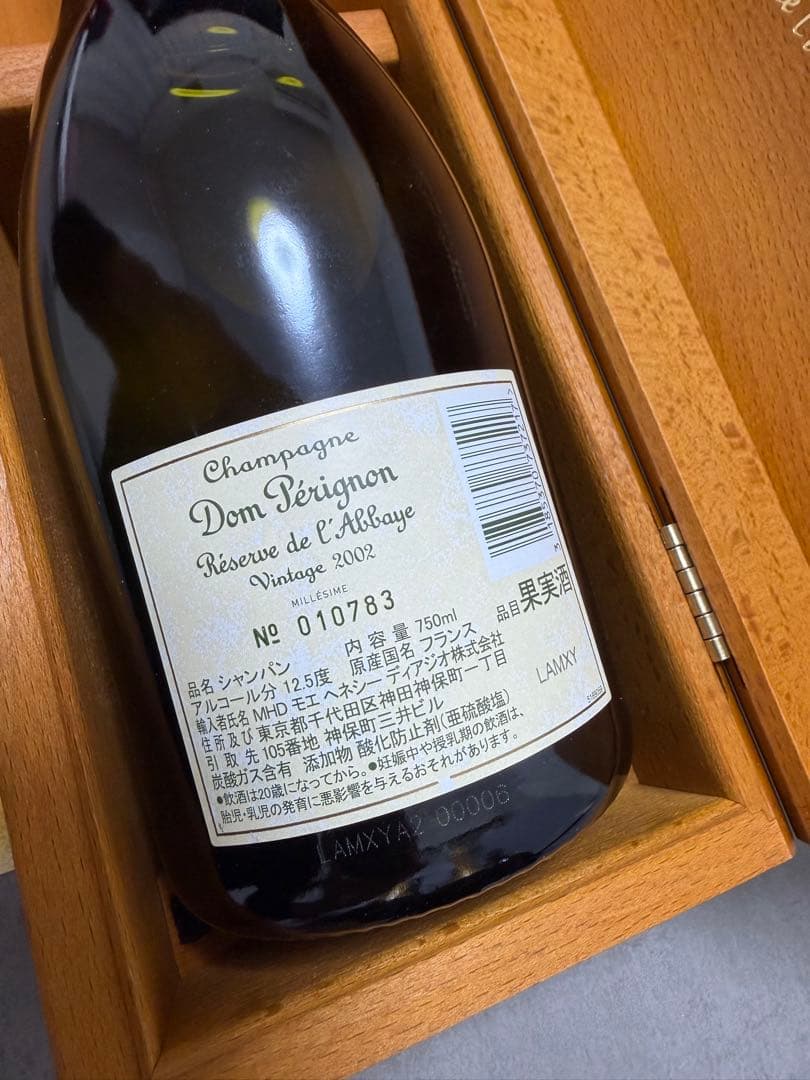 Champagne
Dom Pérignon
Réserve de l'Abbaye
Vintage 2002
MILLÉSIME
Nº 010783
品名 シャンパン 内容量 750ml 品目 果実酒
アルコール分 12.5度 原産国名 フランス
輸入者氏名 MHD モエ ヘネシー ディアジオ株式会社
住所及び 東京都千代田区神田神保町一丁目
引取先 105番地 神保町三井ビル
炭酸ガス含有 添加物 酸化防止剤(亜硫酸塩)
●飲酒は20歳になってから。●妊娠中や授乳期の飲酒は、
胎児・乳児の発育に悪影響を与えるおそれがあります。
LAMXY
LAMXYA2 00006